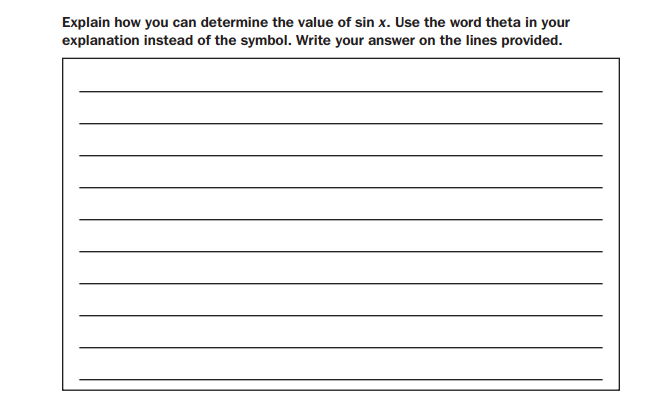 Explain how you can determine the value of sin x. Use the word theta in your
explanation instead of the symbol. Write your answer on the lines provided.